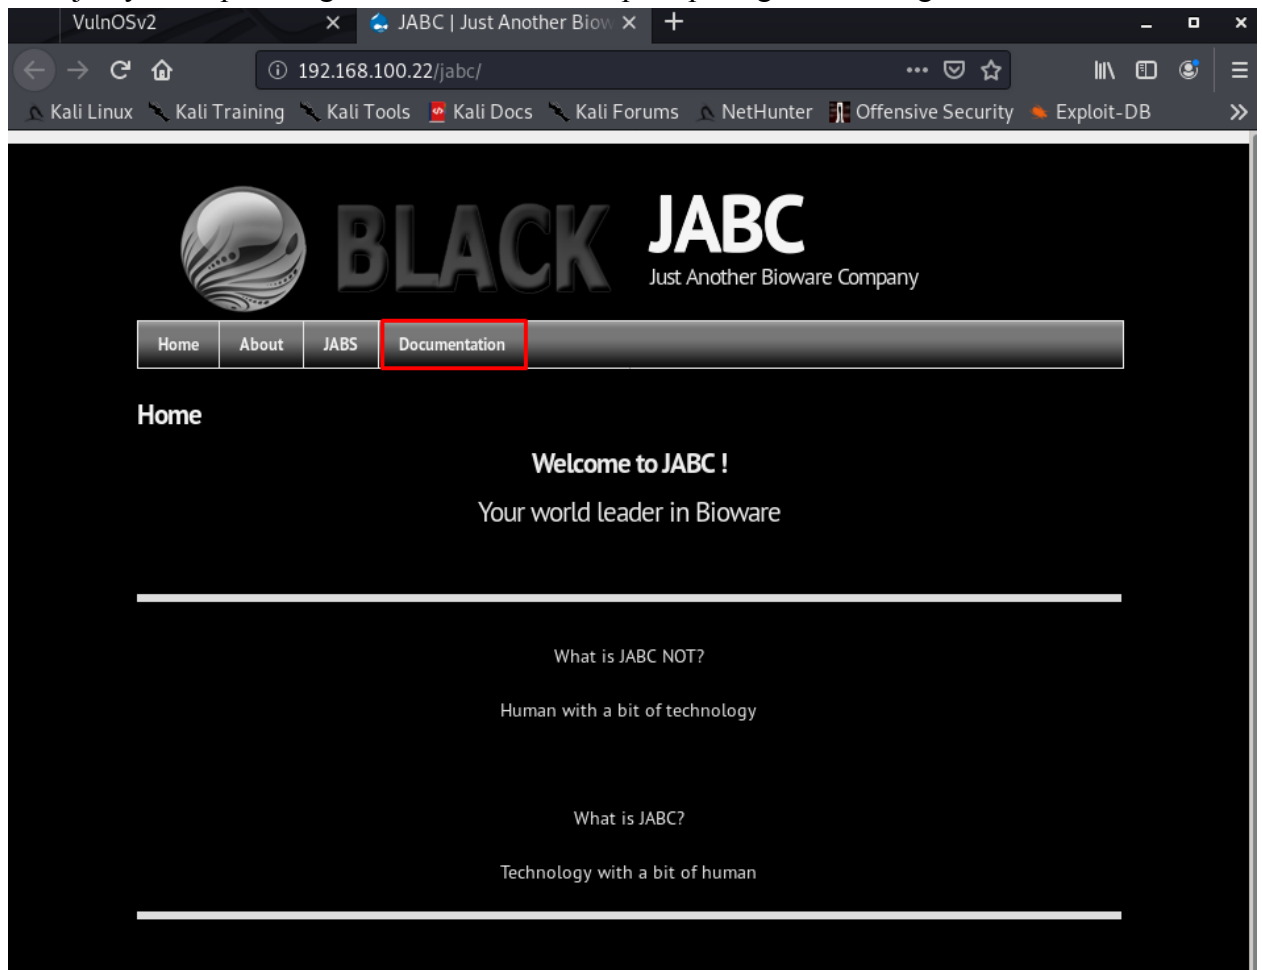 VulnOSv2
JABC | Just Another Biow
192.168.100.22/jabc/
Kali Linux Kali Training Kali Tools Kali Docs Kali Forums NetHunter Offensive Security Exploit-DB
BLACK
JABC
Just Another Bioware Company
Home About JABS Documentation
Home
Welcome to JABC !
Your world leader in Bioware
What is JABC NOT?
Human with a bit of technology
What is JABC?
Technology with a bit of human